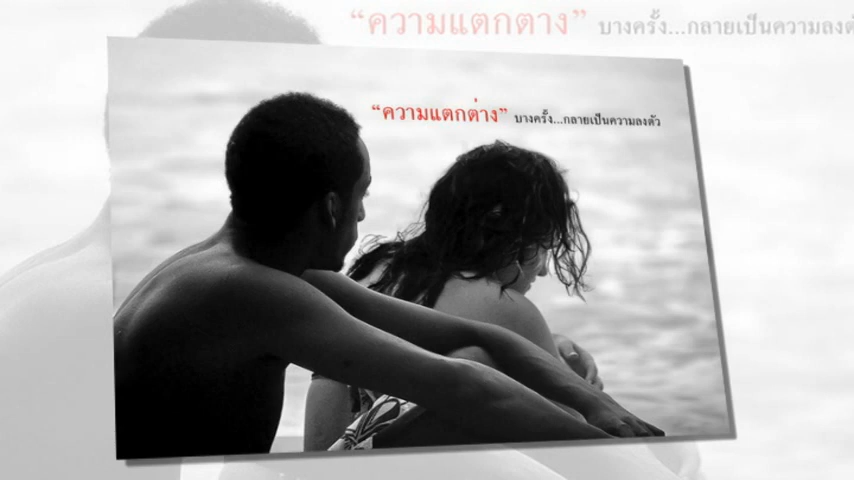 “ความแตกต่าง” บางครั้ง...กลายเป็นความลงตั
“ความแตกต่าง” บางครั้ง...กลายเป็นความลงตัว